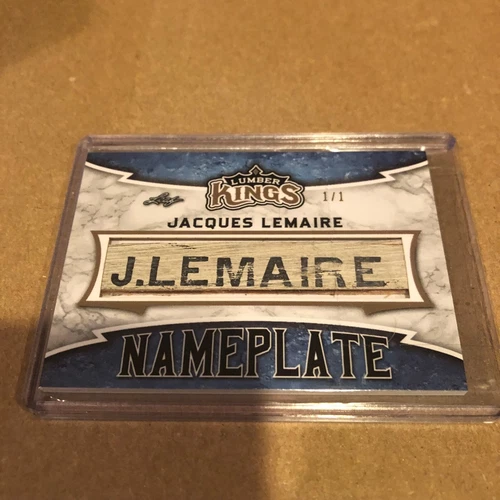 LUMBER
KINGS
Leaf
1/1
JACQUES LEMAIRE
J.LEMAIRE
NAMEPLATE